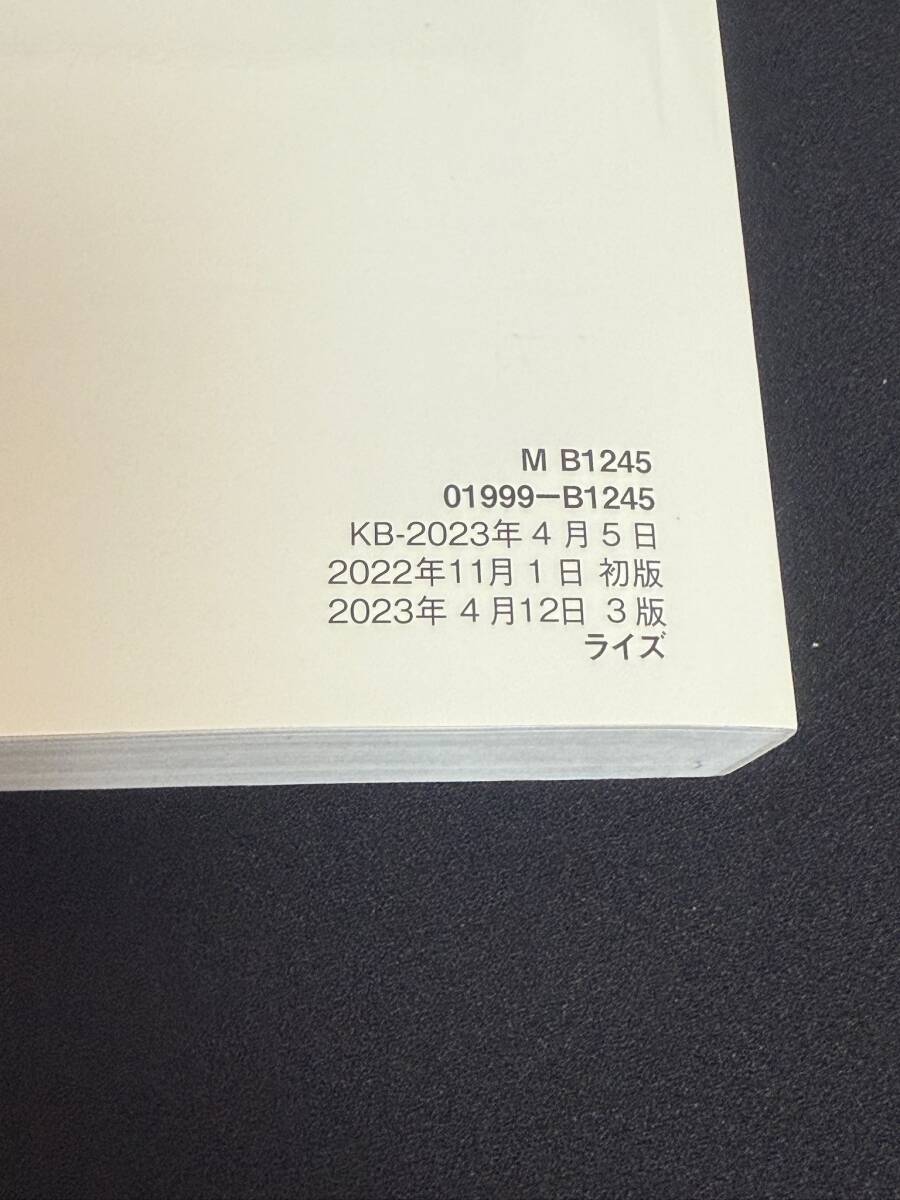 M B1245
01999-B1245
KB-2023年4月5日
2022年11月1日 初版
2023年 4月12日 3版
ライズ